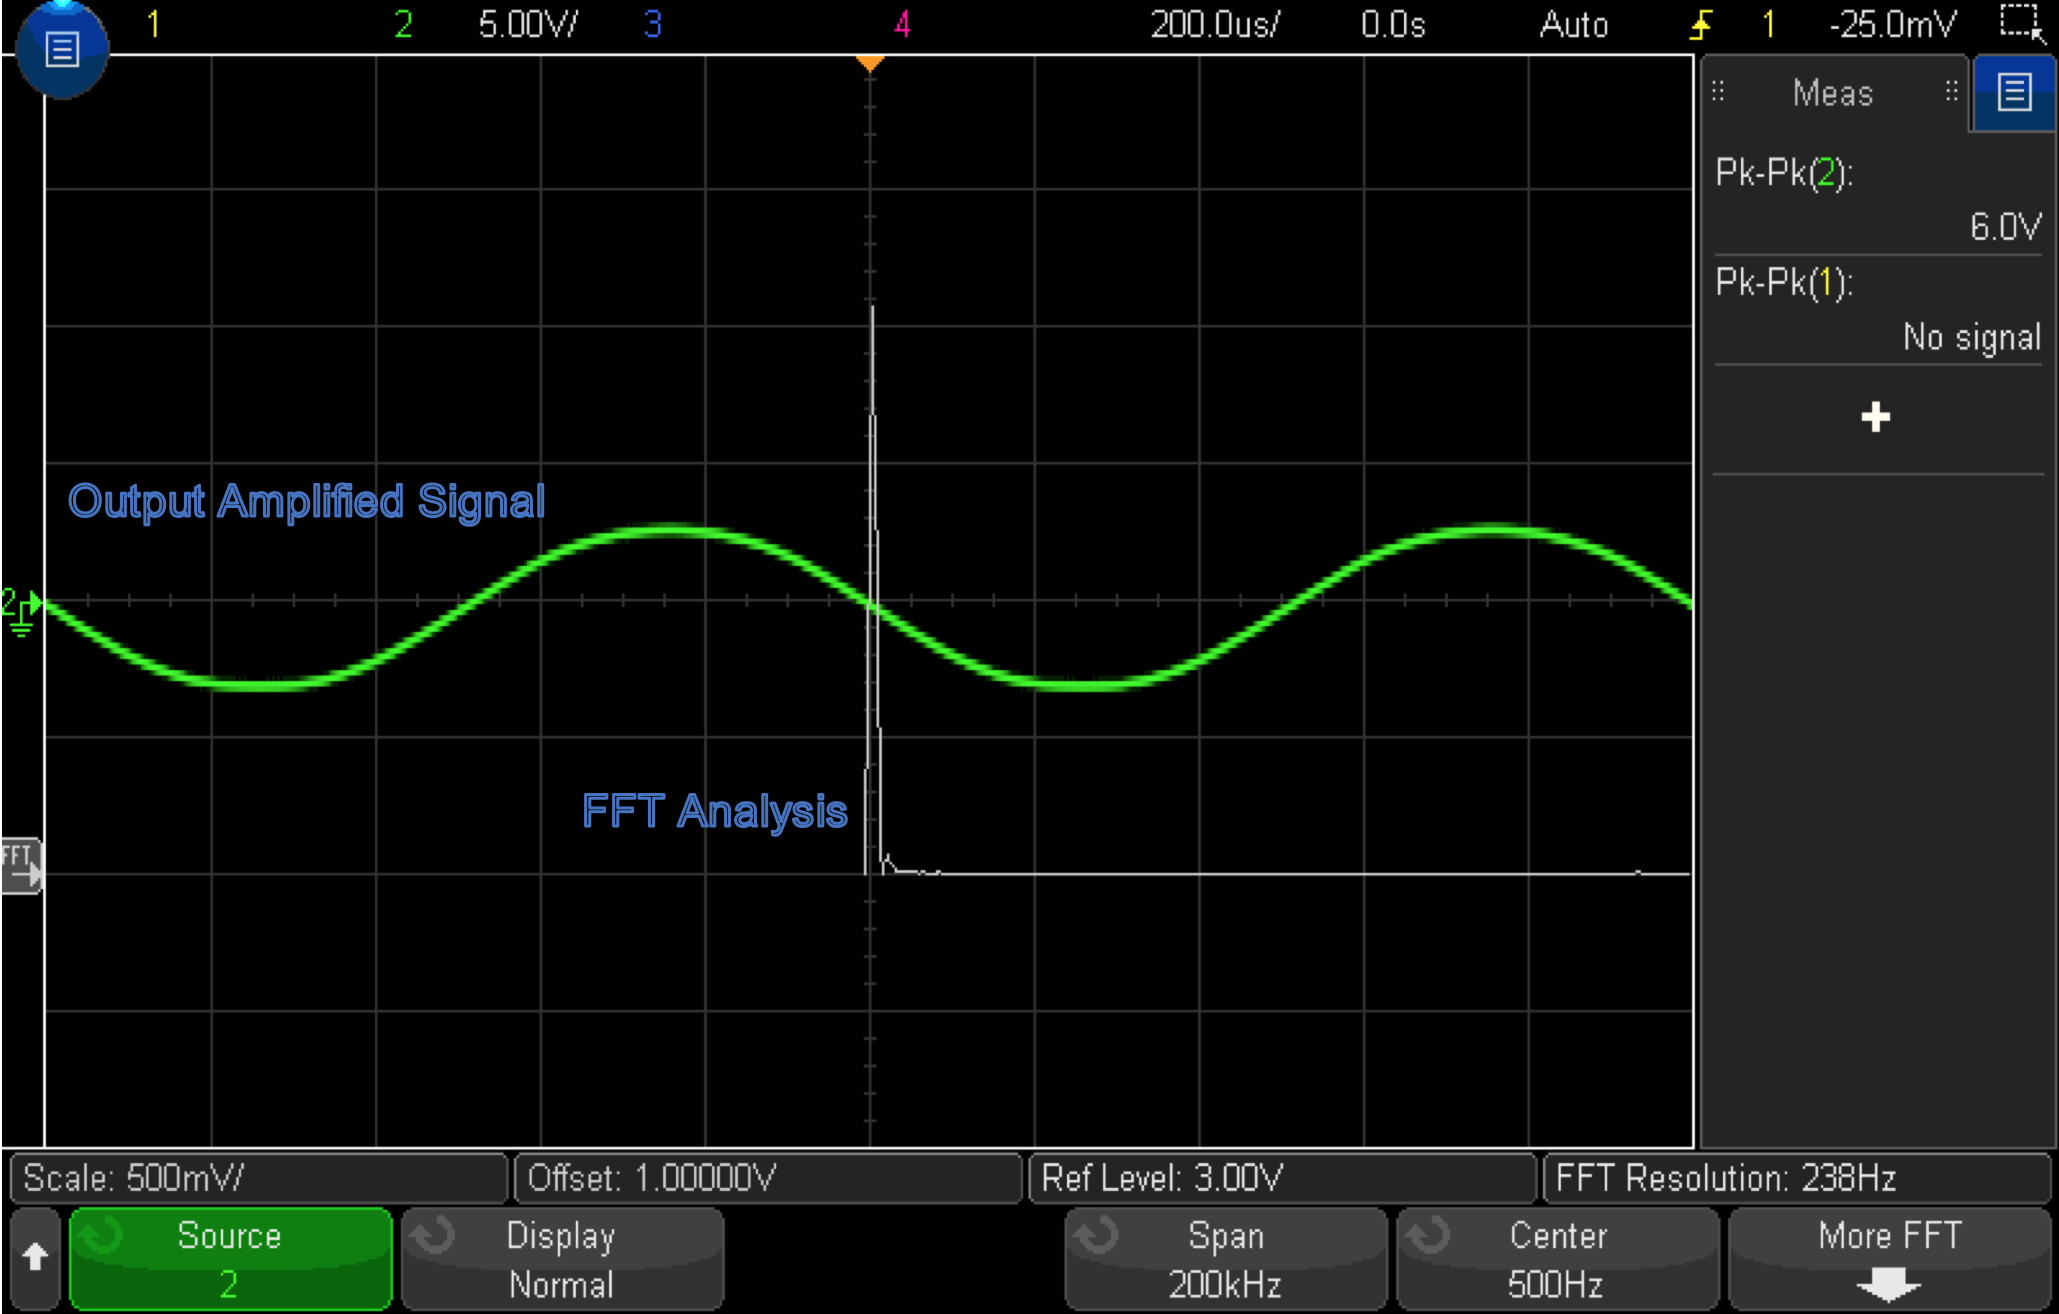 1 2 5.00V/ 3 4 200.0us/ 0.0s Auto 1 -25.0mV
Meas
Pk-Pk(2):
6.0V
Pk-Pk(1):
No signal
Output Amplified Signal
2
FFT Analysis
FFT
Scale: 500mV/ Offset: 1.00000V Ref Level: 3.00V FFT Resolution: 238Hz
Source Display Span Center More FFT
2 Normal 200kHz 500Hz